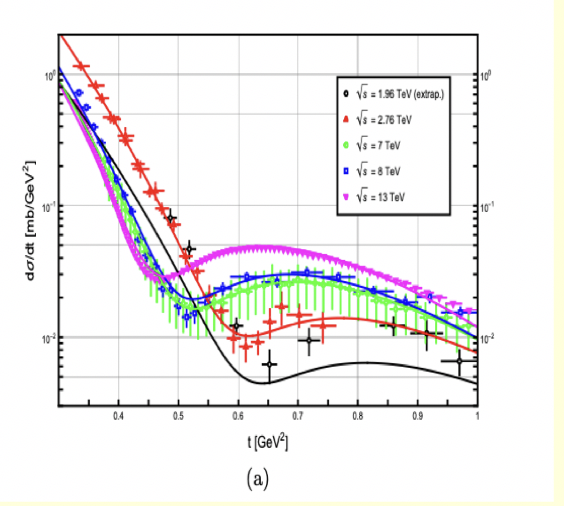 dσ/dt [mb/GeV²]
10⁰
10⁻¹
10⁻²
10⁰
10⁻¹
10⁻²
√s = 1.96 TeV (extrap.)
√s = 2.76 TeV
√s = 7 TeV
√s = 8 TeV
√s = 13 TeV
0.4 0.5 0.6 0.7 0.8 0.9 1
t [GeV²]
(a)